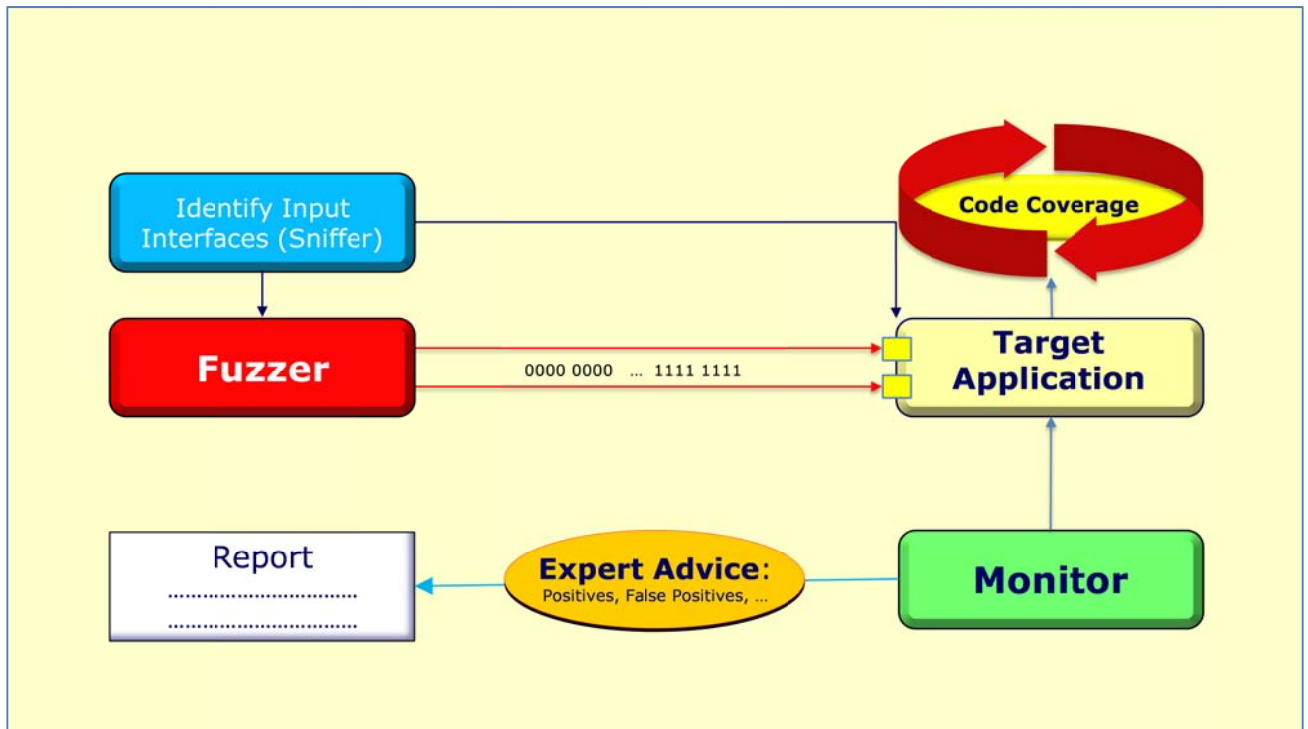 Identify Input
Interfaces (Sniffer)
Code Coverage
Fuzzer
0000 0000 ... 1111 1111
Target
Application
Report
....................................
....................................
Expert Advice:
Positives, False Positives, ...
Monitor